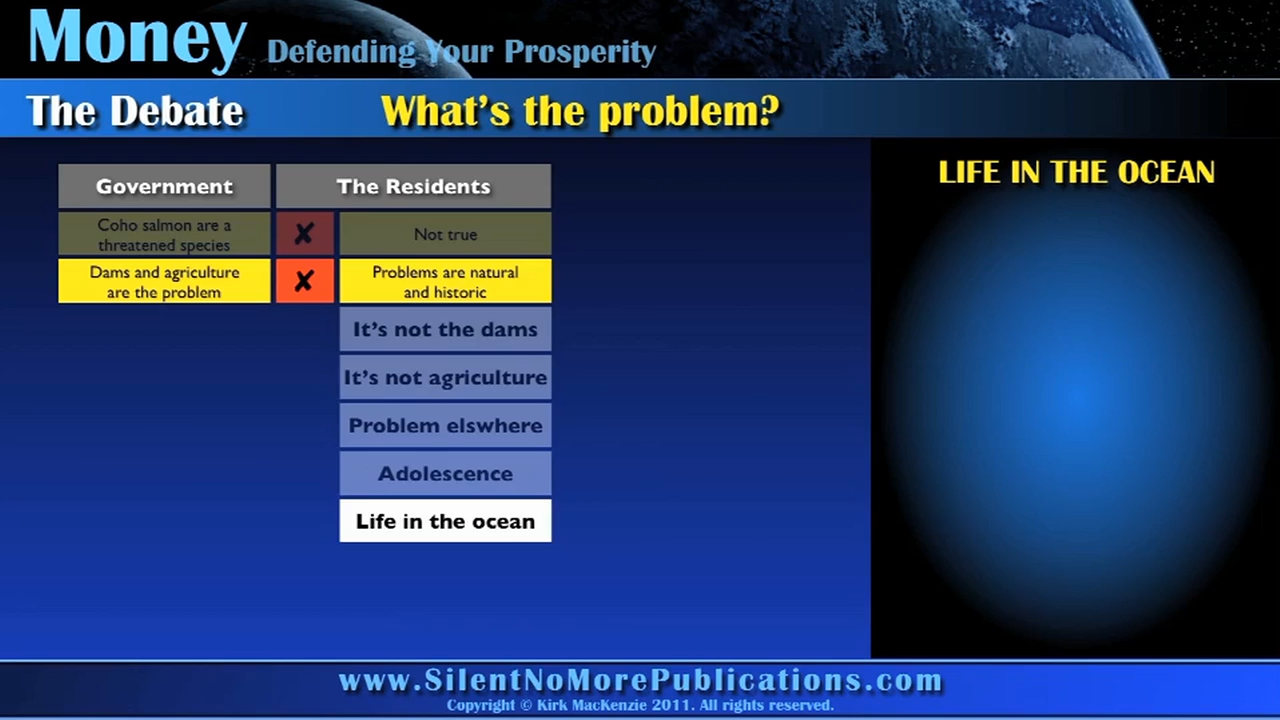 Money Defending Your Prosperity
The Debate What's the problem?
LIFE IN THE OCEAN
Government The Residents
Coho salmon are a
threatened species
✘ Not true
Dams and agriculture
are the problem
✘ Problems are natural
and historic
It's not the dams
It's not agriculture
Problem elswhere
Adolescence
Life in the ocean
www.SilentNoMorePublications.com
Copyright © Kirk MacKenzie 2011. All rights reserved.